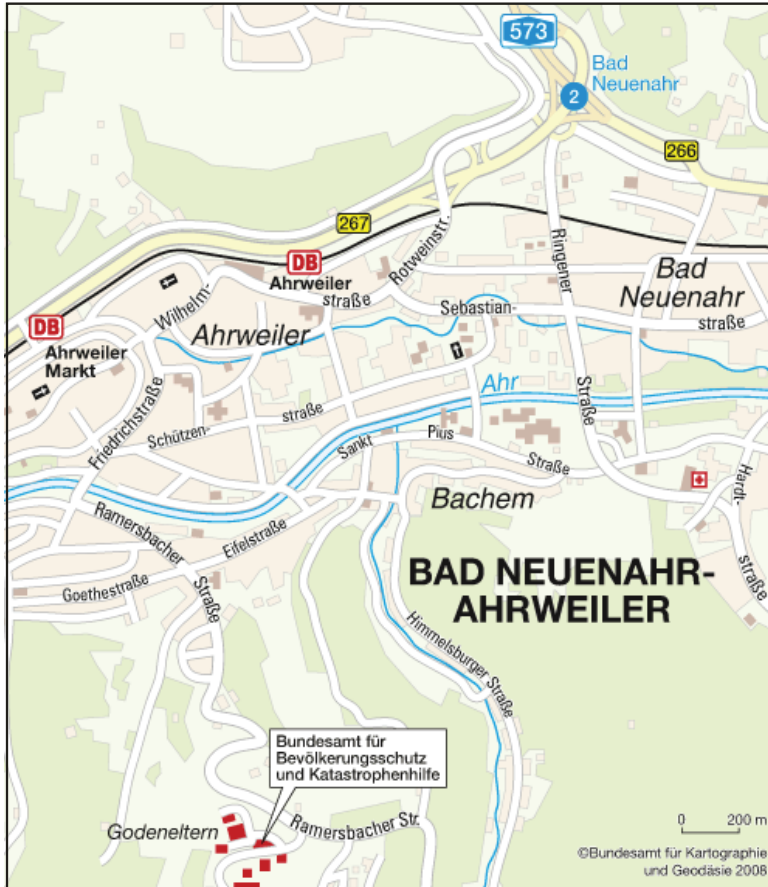 573
Bad
Neuenahr
2
266
267
DB
Ahrweiler
Rotweinstr.
Ringener
Straße
Bad
Neuenahr
Wilhelm-
straße
Sebastian-
straße
DB
Ahrweiler
Markt
Ahrweiler
Friedrichstraße
Schützen-
straße
Ahr
Sankt
Pius
Straße
Bachem
Hardt-
straße
Ramersbacher
Straße
Eifelstraße
Goethestraße
BAD NEUENAHR-
AHRWEILER
Himmelsburger Straße
Bundesamt für
Bevölkerungsschutz
und Katastrophenhilfe
Godeneltern
Ramersbacher Str.
0 200 m
©Bundesamt für Kartographie
und Geodäsie 2008